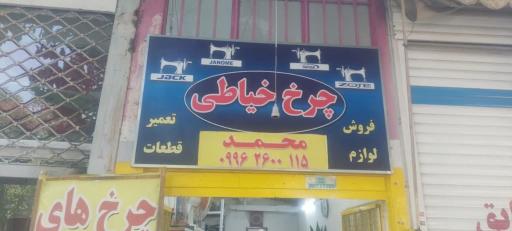 JACK
JANOME
ZOJE
چرخ خیاطی
تعمیر
قطعات
فروش
لوازم
محمد
۰۹۹۶ ۲۶۰۰ ۱۱۵
چرخ های